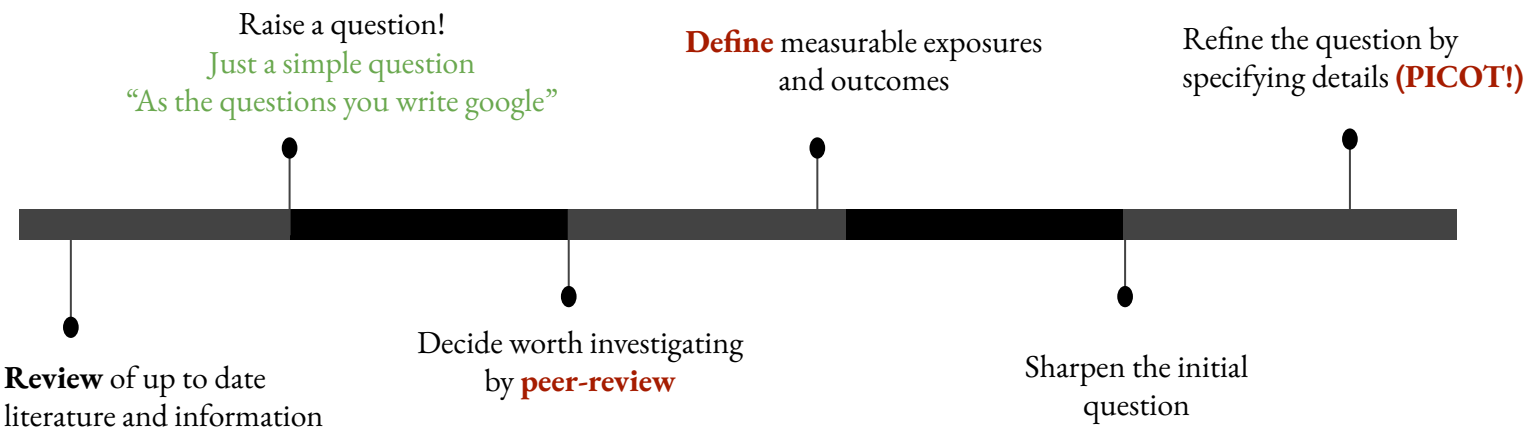 Raise a question!
Just a simple question
“As the questions you write google”
Define measurable exposures
and outcomes
Refine the question by
specifying details (PICOT!)
Review of up to date
literature and information
Decide worth investigating
by peer-review
Sharpen the initial
question